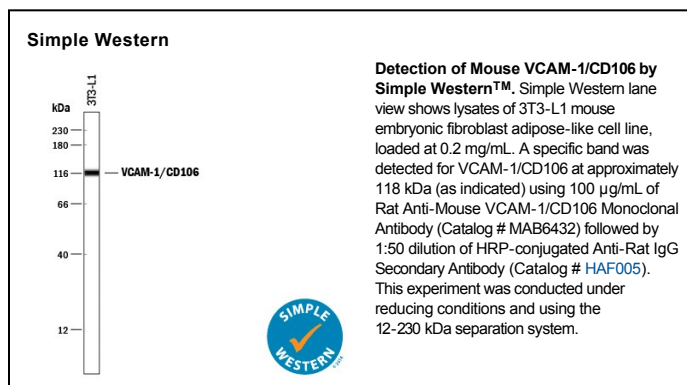 Simple Western
kDa
3T3-L1
230
180
116
VCAM-1/CD106
66
40
12
SIMPLE
WESTERN
Detection of Mouse VCAM-1/CD106 by
Simple Western™. Simple Western lane
view shows lysates of 3T3-L1 mouse
embryonic fibroblast adipose-like cell line,
loaded at 0.2 mg/mL. A specific band was
detected for VCAM-1/CD106 at approximately
118 kDa (as indicated) using 100 µg/mL of
Rat Anti-Mouse VCAM-1/CD106 Monoclonal
Antibody (Catalog # MAB6432) followed by
1:50 dilution of HRP-conjugated Anti-Rat IgG
Secondary Antibody (Catalog # HAF005).
This experiment was conducted under
reducing conditions and using the
12-230 kDa separation system.